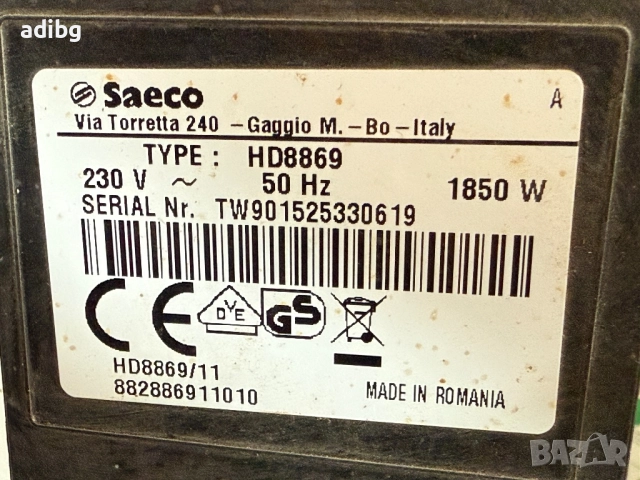 adibg
Saeco
A
Via Torretta 240 – Gaggio M. – Bo – Italy
TYPE : HD8869
230 V ~ 50 Hz 1850 W
SERIAL Nr. TW901525330619
CE DVE GS
HD8869/11
882886911010
MADE IN ROMANIA
BAZAR